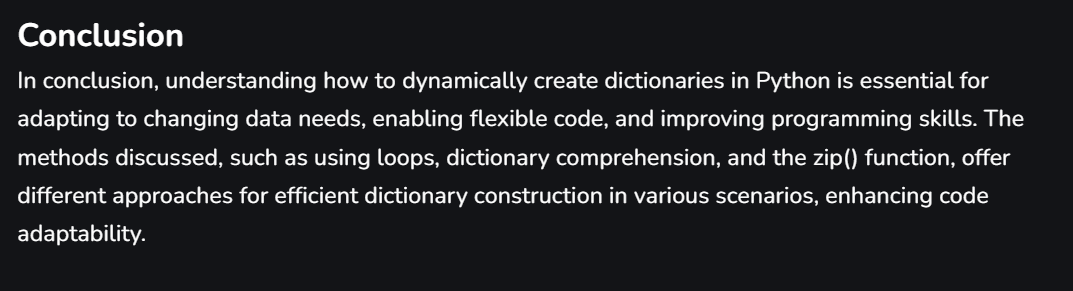 Conclusion
In conclusion, understanding how to dynamically create dictionaries in Python is essential for
adapting to changing data needs, enabling flexible code, and improving programming skills. The
methods discussed, such as using loops, dictionary comprehension, and the zip() function, offer
different approaches for efficient dictionary construction in various scenarios, enhancing code
adaptability.